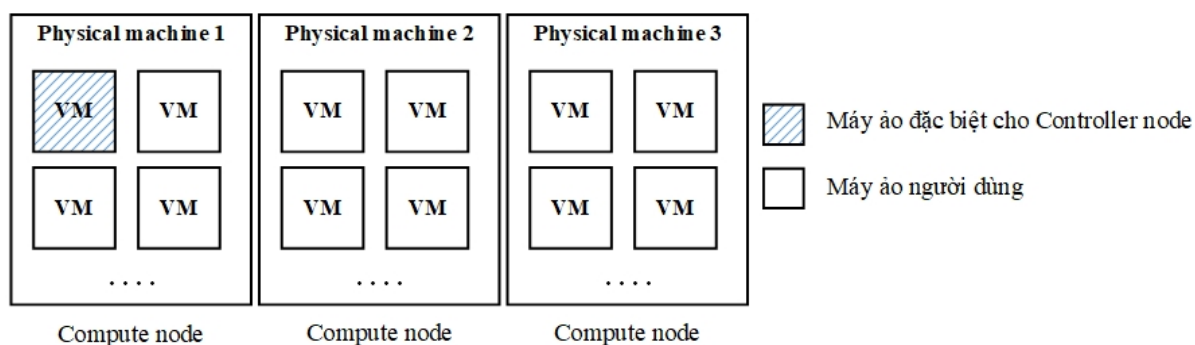 Physical machine 1 Physical machine 2 Physical machine 3
VM VM VM VM VM VM
Máy ảo đặc biệt cho Controller node
VM VM VM VM VM VM
Máy ảo người dùng
. . . . . . . . . . . .
Compute node Compute node Compute node